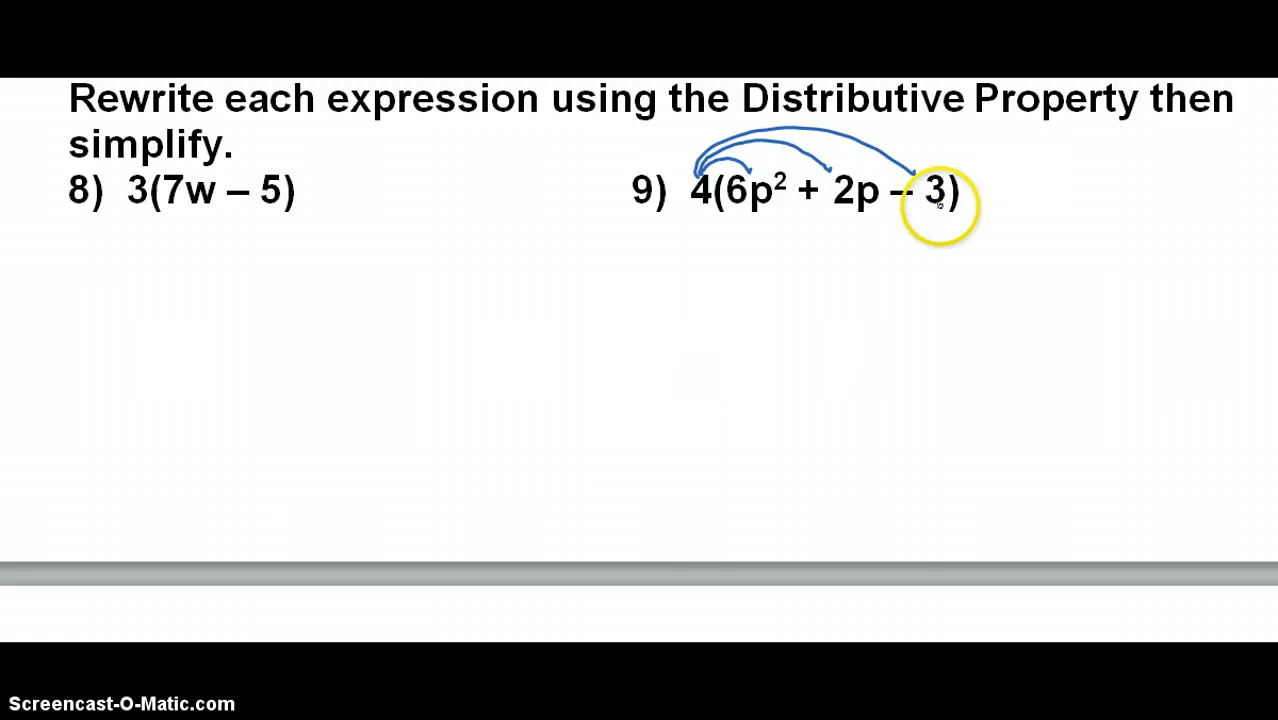 Rewrite each expression using the Distributive Property then
simplify.
8) 3(7w – 5)
9) 4(6p² + 2p – 3)
Screencast-O-Matic.com